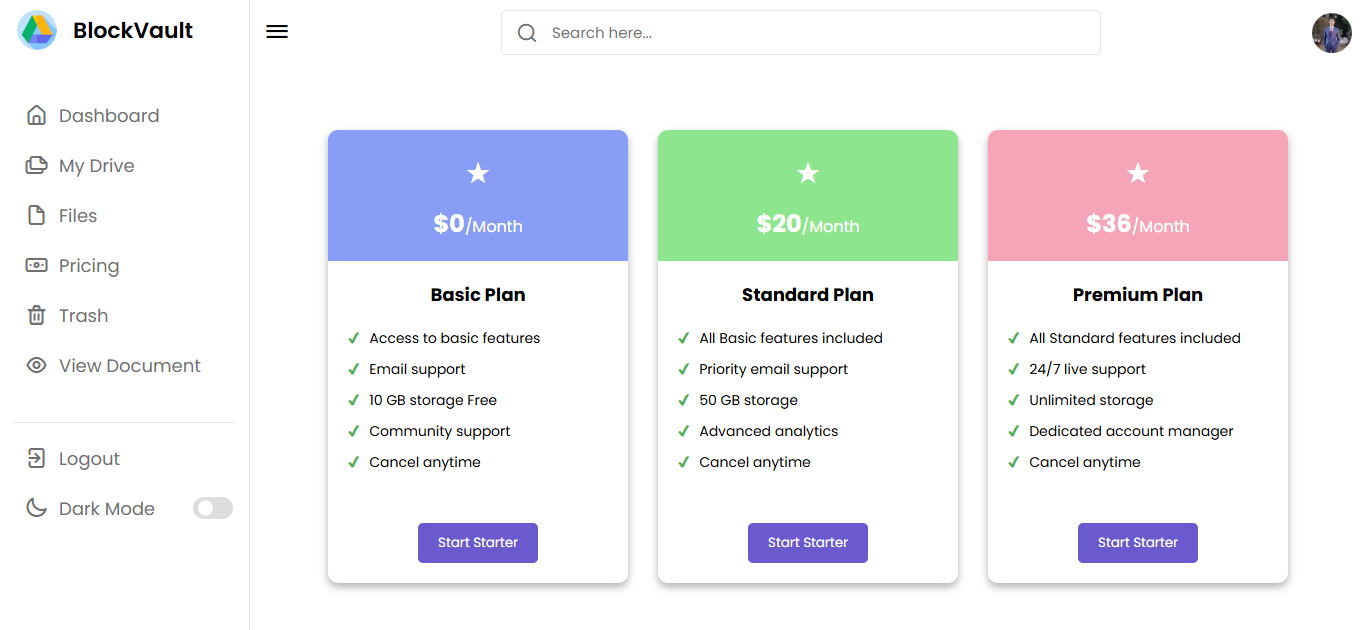 BlockVault
Search here...
Dashboard
My Drive
Files
Pricing
Trash
View Document
Logout
Dark Mode
$0/Month
Basic Plan
✔ Access to basic features
✔ Email support
✔ 10 GB storage Free
✔ Community support
✔ Cancel anytime
Start Starter
$20/Month
Standard Plan
✔ All Basic features included
✔ Priority email support
✔ 50 GB storage
✔ Advanced analytics
✔ Cancel anytime
Start Starter
$36/Month
Premium Plan
✔ All Standard features included
✔ 24/7 live support
✔ Unlimited storage
✔ Dedicated account manager
✔ Cancel anytime
Start Starter